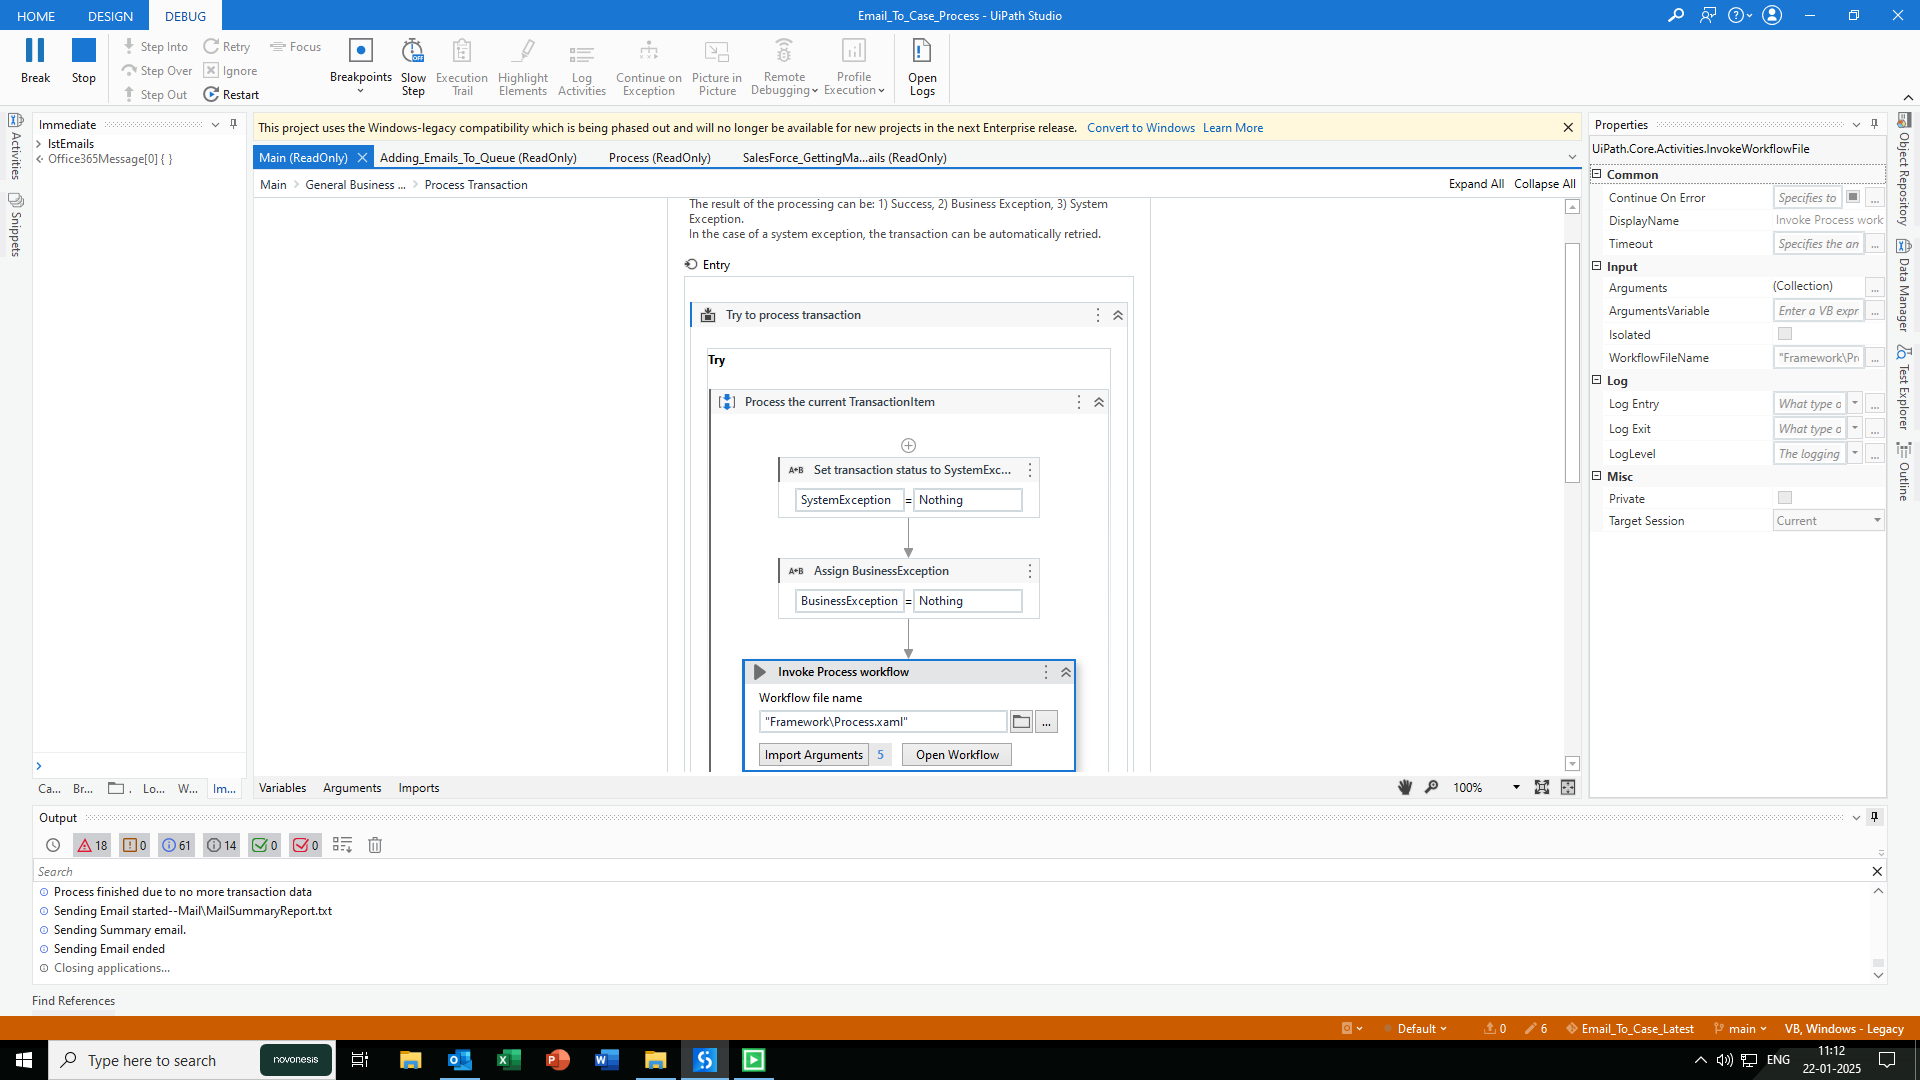 HOME DESIGN DEBUG Email_To_Case_Process - UiPath Studio
Break Stop Step Into Step Over Step Out Retry Ignore Restart Focus
Breakpoints Slow Step Execution Trail Highlight Elements Log Activities Continue on Exception Picture in Picture Remote Debugging Profile Execution Open Logs
Activities
Snippets
Immediate
lstEmails
Office365Message[0] { }
Ca... Br... . Lo... W... Im...
This project uses the Windows-legacy compatibility which is being phased out and will no longer be available for new projects in the next Enterprise release. Convert to Windows Learn More
Main (ReadOnly) Adding_Emails_To_Queue (ReadOnly) Process (ReadOnly) SalesForce_GettingMa...ails (ReadOnly)
Main General Business ... Process Transaction Expand All Collapse All
The result of the processing can be: 1) Success, 2) Business Exception, 3) System
Exception.
In the case of a system exception, the transaction can be automatically retried.
Entry
Try to process transaction
Try
Process the current TransactionItem
A•B Set transaction status to SystemExc...
SystemException = Nothing
A•B Assign BusinessException
BusinessException = Nothing
Invoke Process workflow
Workflow file name
"Framework\Process.xaml" ...
Import Arguments 5 Open Workflow
Variables Arguments Imports 100%
Properties
UiPath.Core.Activities.InvokeWorkflowFile
Common
Continue On Error Specifies to ...
DisplayName Invoke Process work
Timeout Specifies the an ...
Input
Arguments (Collection) ...
ArgumentsVariable Enter a VB expr ...
Isolated
WorkflowFileName "Framework\Pr ...
Log
Log Entry What type o ...
Log Exit What type o ...
LogLevel The logging ...
Misc
Private
Target Session Current
Object Repository
Data Manager
Test Explorer
Outline
Output
18 0 61 14 0 0
Search
Process finished due to no more transaction data
Sending Email started--Mail\MailSummaryReport.txt
Sending Summary email.
Sending Email ended
Closing applications...
Find References
Default 0 6 Email_To_Case_Latest main VB, Windows - Legacy
Type here to search novonesis ENG 11:12
22-01-2025